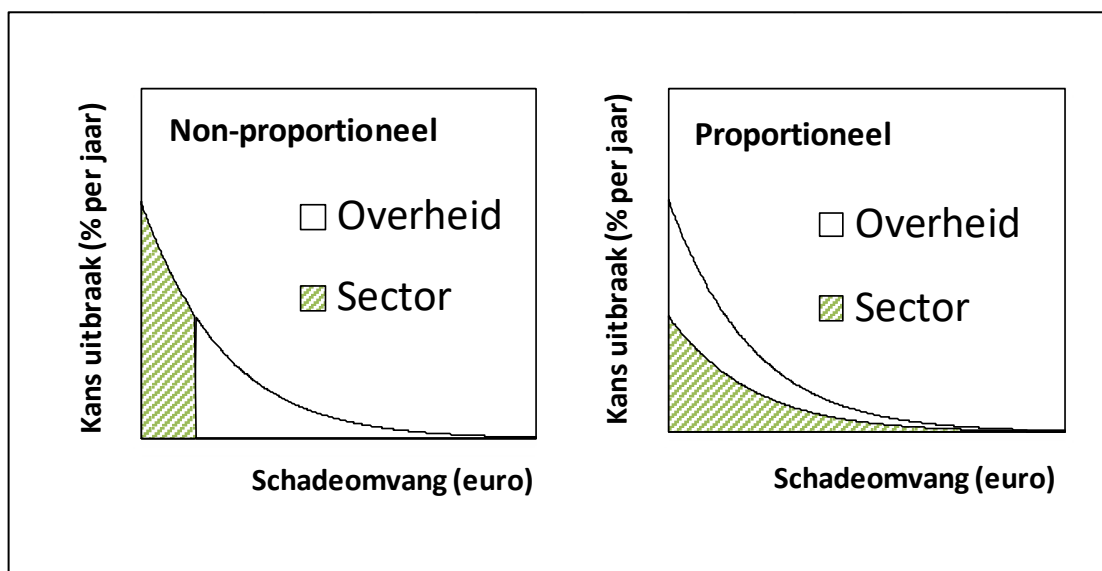 Kans uitbraak (% per jaar)
Non-proportioneel
Overheid
Sector
Schadeomvang (euro)
Kans uitbraak (% per jaar)
Proportioneel
Overheid
Sector
Schadeomvang (euro)